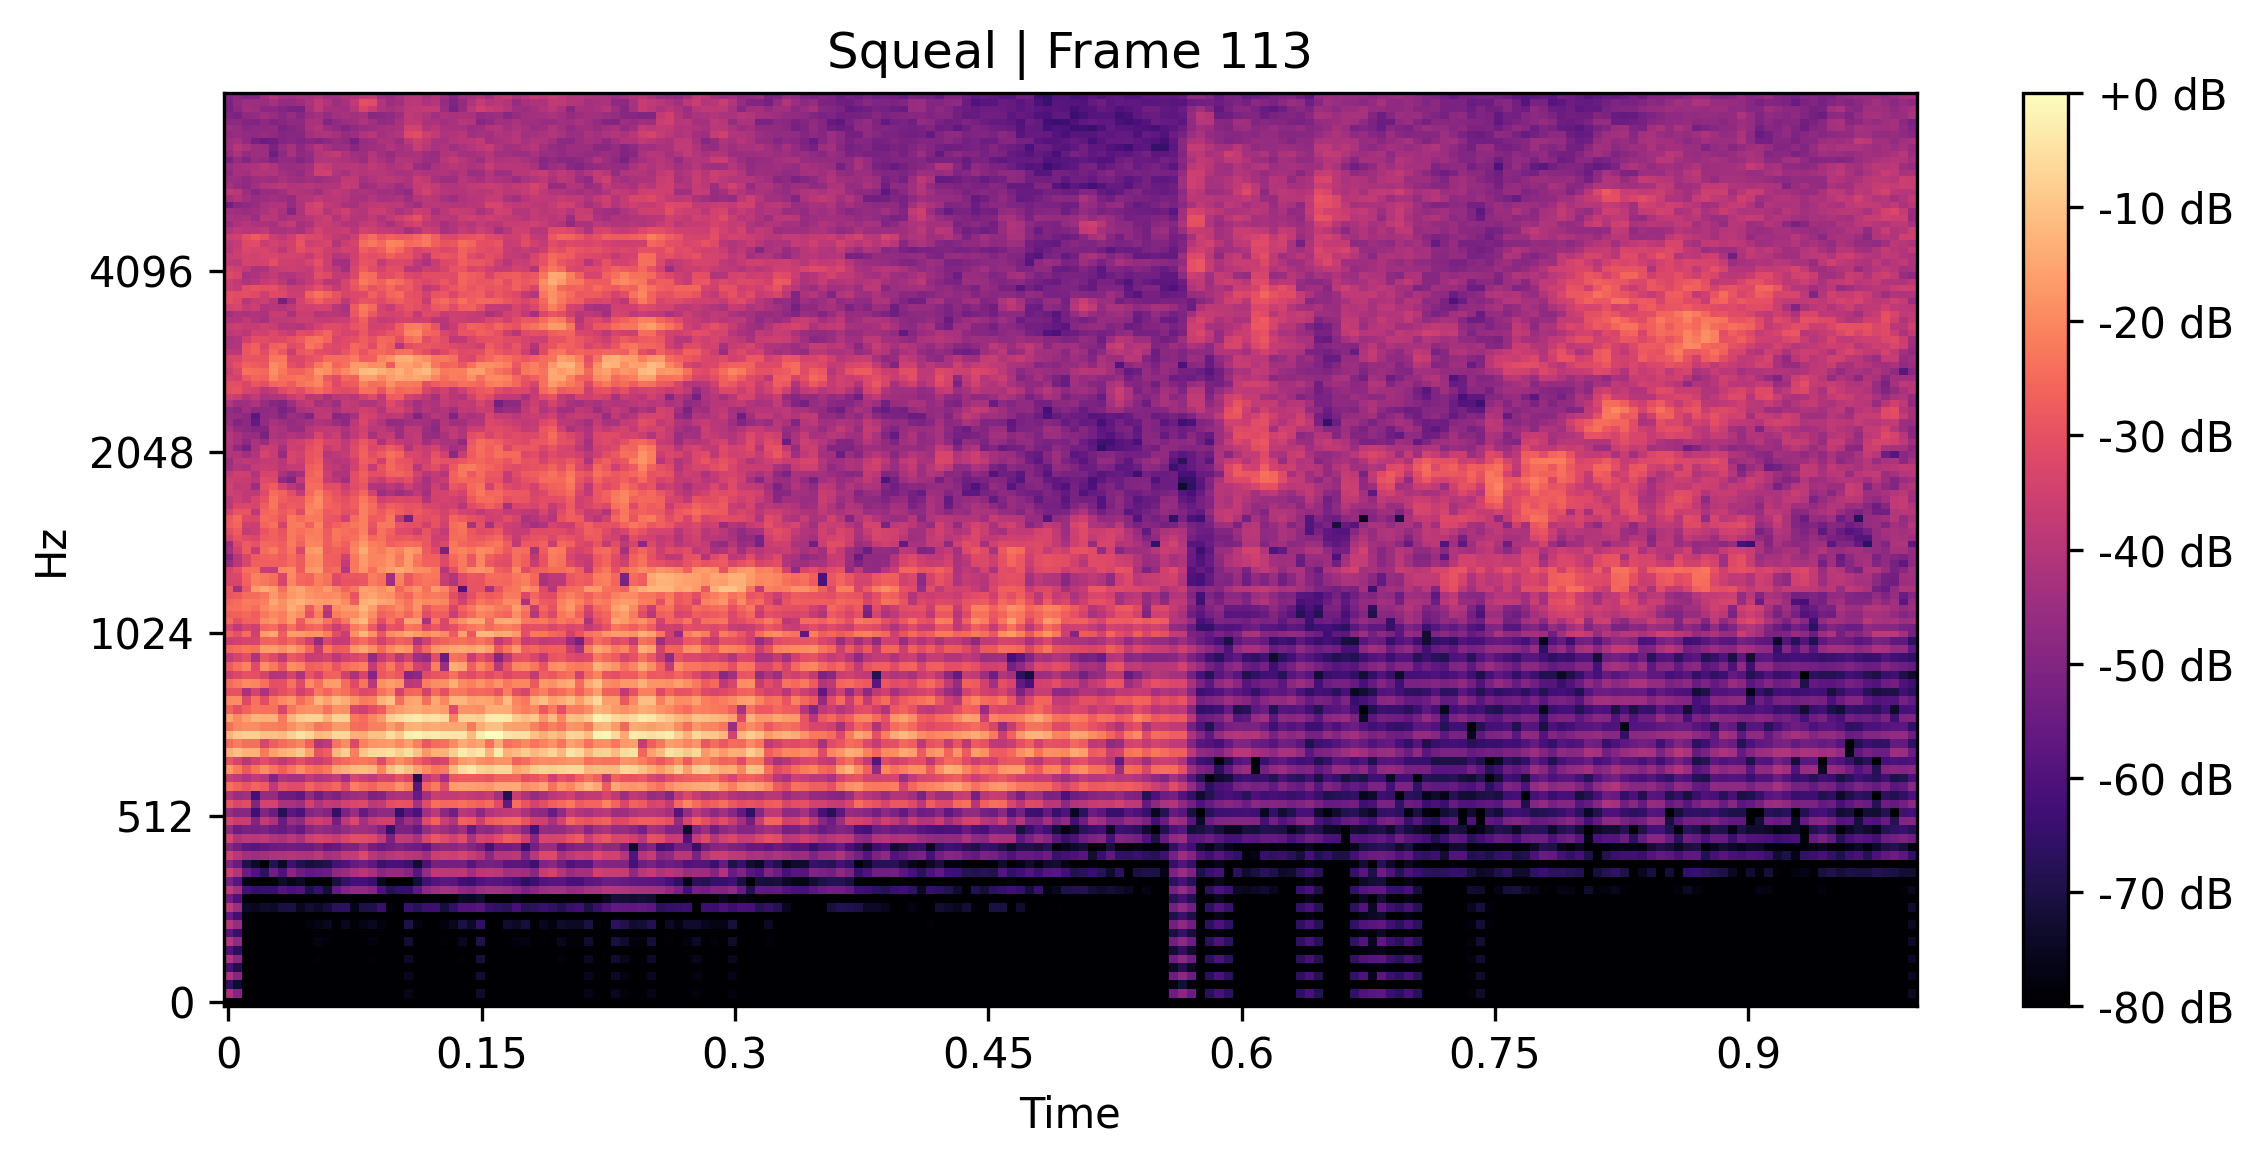 Squeal | Frame 113
+0 dB
-10 dB
-20 dB
-30 dB
-40 dB
-50 dB
-60 dB
-70 dB
-80 dB
Hz
4096
2048
1024
512
0
0 0.15 0.3 0.45 0.6 0.75 0.9
Time